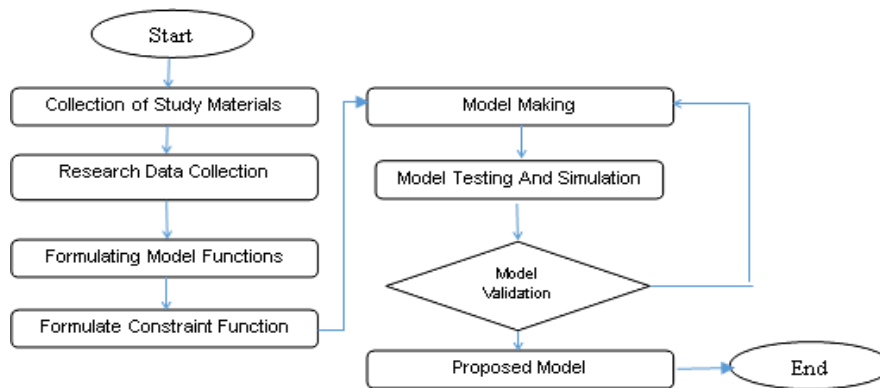 Start
Collection of Study Materials
Research Data Collection
Formulating Model Functions
Formulate Constraint Function
Model Making
Model Testing And Simulation
Model
Validation
Proposed Model
End